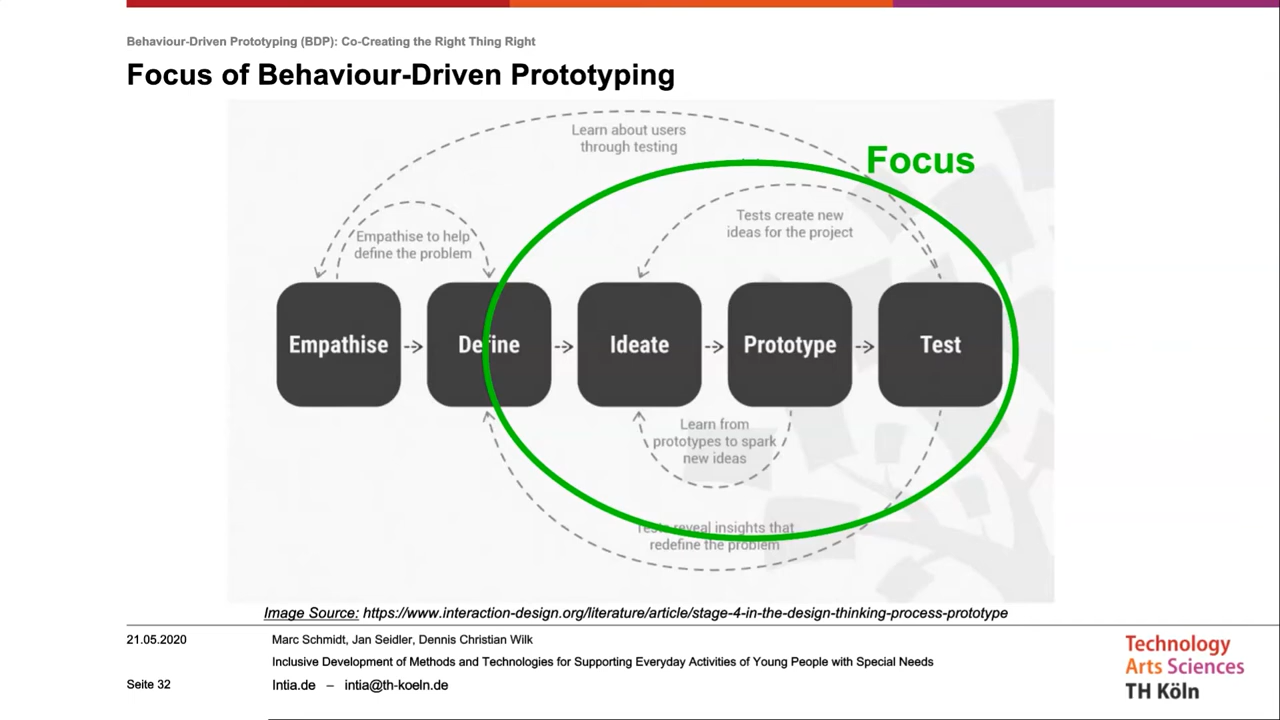 Behaviour-Driven Prototyping (BDP): Co-Creating the Right Thing Right
Focus of Behaviour-Driven Prototyping
Learn about users
through testing
Focus
Tests create new
ideas for the project
Empathise to help
define the problem
Empathise
Define
Ideate
Prototype
Test
Learn from
prototypes to spark
new ideas
Tests reveal insights that
redefine the problem
Image Source: https://www.interaction-design.org/literature/article/stage-4-in-the-design-thinking-process-prototype
21.05.2020
Marc Schmidt, Jan Seidler, Dennis Christian Wilk
Inclusive Development of Methods and Technologies for Supporting Everyday Activities of Young People with Special Needs
Seite 32
Intia.de – intia@th-koeln.de
Technology
Arts Sciences
TH Köln